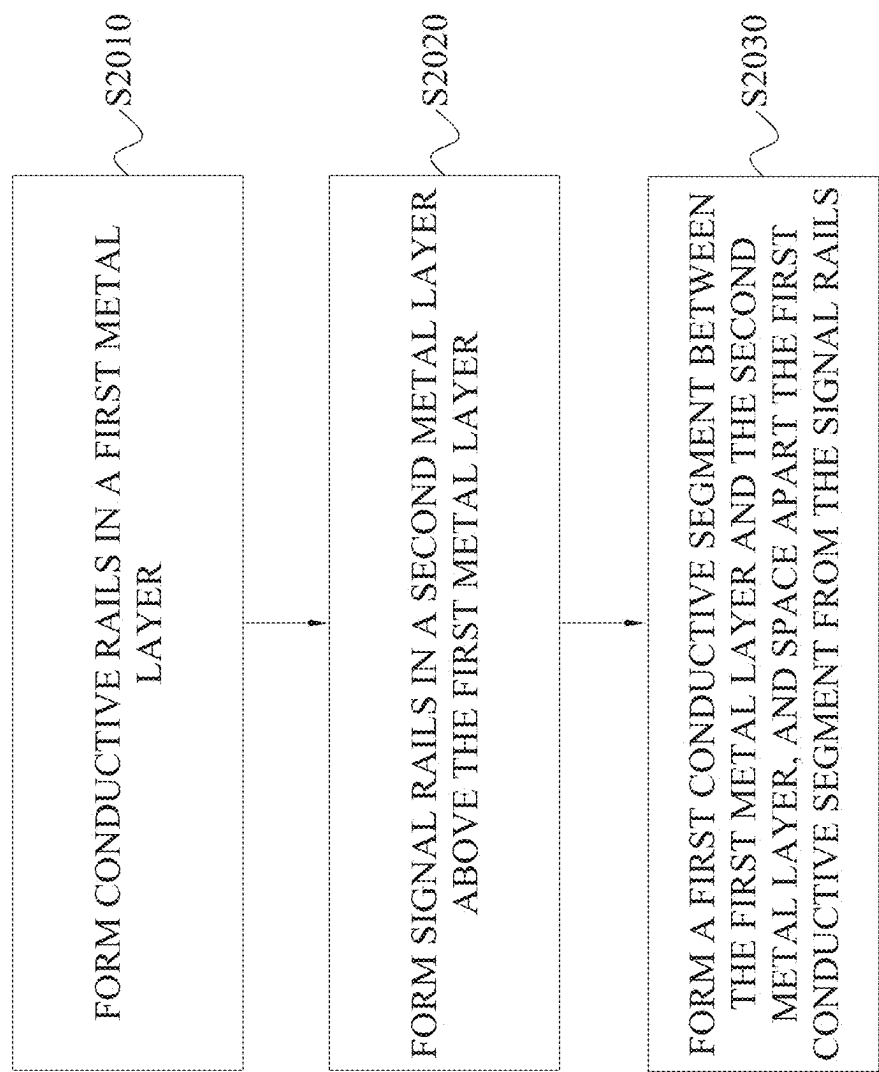 FORM CONDUCTIVE RAILS IN A FIRST METAL
LAYER
S2010
FORM SIGNAL RAILS IN A SECOND METAL LAYER
ABOVE THE FIRST METAL LAYER
S2020
FORM A FIRST CONDUCTIVE SEGMENT BETWEEN
THE FIRST METAL LAYER AND THE SECOND
METAL LAYER, AND SPACE APART THE FIRST
CONDUCTIVE SEGMENT FROM THE SIGNAL RAILS
S2030